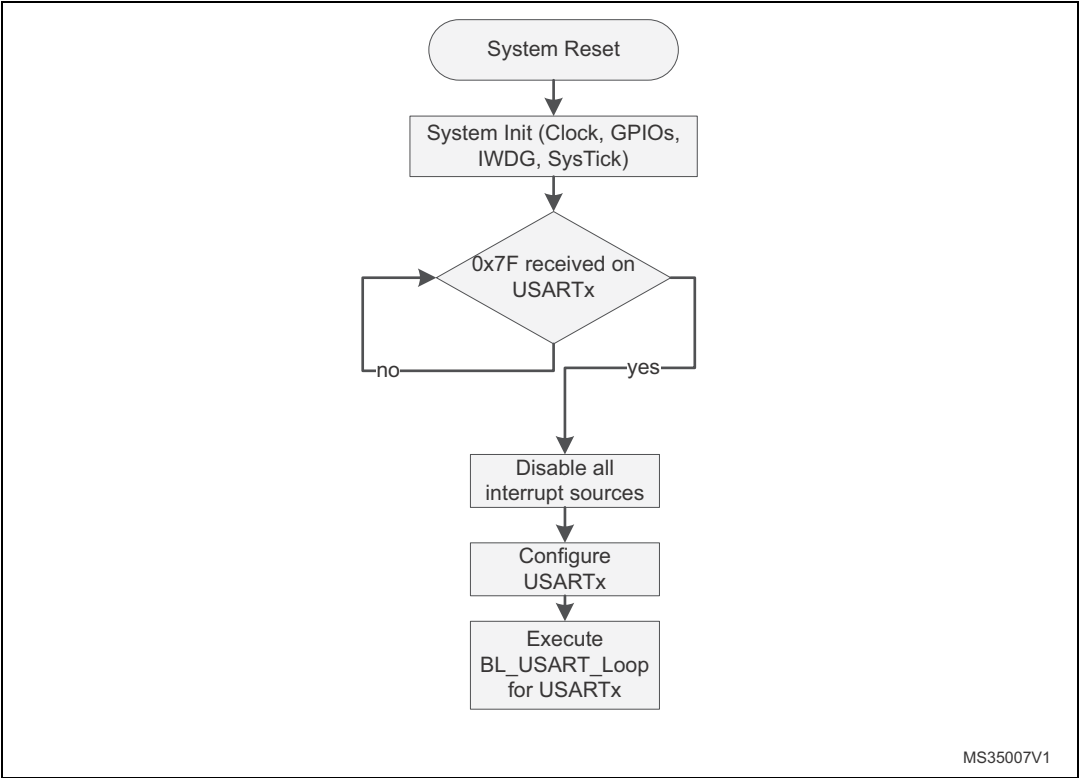 System Reset
System Init (Clock, GPIOs,
IWDG, SysTick)
0x7F received on
USARTx
no
yes
Disable all
interrupt sources
Configure
USARTx
Execute
BL_USART_Loop
for USARTx
MS35007V1